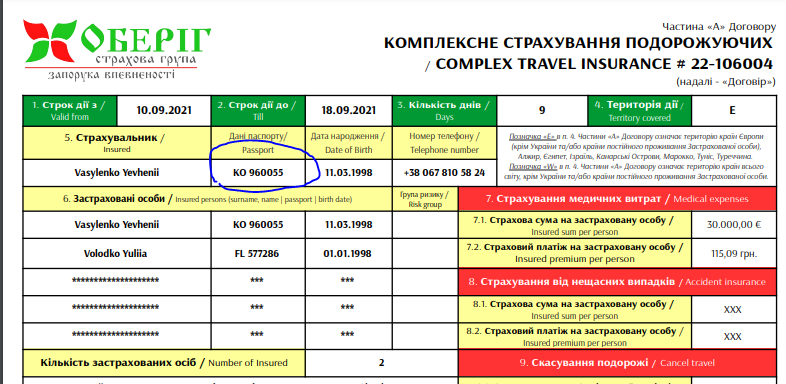 ОБЕРІГ
страхова група
запорука впевненості
Частина «А» Договору
КОМПЛЕКСНЕ СТРАХУВАННЯ ПОДОРОЖУЮЧИХ
/ COMPLEX TRAVEL INSURANCE # 22-106004
(надалі - «Договір»)
1. Строк дії з /
Valid from
10.09.2021
2. Строк дії до /
Till
18.09.2021
3. Кількість днів /
Days
9
4. Територія дії /
Territory covered
E
5. Страхувальник /
Insured
Дані паспорту/
Passport
Дата народження /
Date of Birth
Номер телефону /
Telephone number
Позначка «Е» в п. 4. Частини «А» Договору означає територію країн Європи
(крім України та/або країни постійного проживання Застрахованої особи),
Алжир, Єгипет, Ізраїль, Канарські Острови, Марокко, Туніс, Туреччина.
Позначка «W» в п. 4. Частини «А» Договору означає територію країн всього
світу, крім України та/або країни постійного проживання Застрахованої особи.
Vasylenko Yevhenii
КО 960055
11.03.1998
+38 067 810 58 24
6. Застраховані особи / Insured persons (surname, name | passport | birth date)
Група ризику/
Risk group
7. Страхування медичних витрат / Medical expenses
Vasylenko Yevhenii
КО 960055
11.03.1998
7.1. Страхова сума на застраховану особу /
Insured sum per person
30.000,00 €
Volodko Yuliia
FL 577286
01.01.1998
7.2. Страховий платіж на застраховану особу /
Insured premium per person
115,09 грн.
********************
***
***
8. Страхування від нещасних випадків / Accident insurance
********************
***
***
8.1. Страхова сума на застраховану особу /
Insured sum per person
XXX
********************
***
***
8.2. Страховий платіж на застраховану особу /
Insured premium per person
XXX
Кількість застрахованих осіб / Number of Insured
2
9. Скасування подорожі / Cancel travel